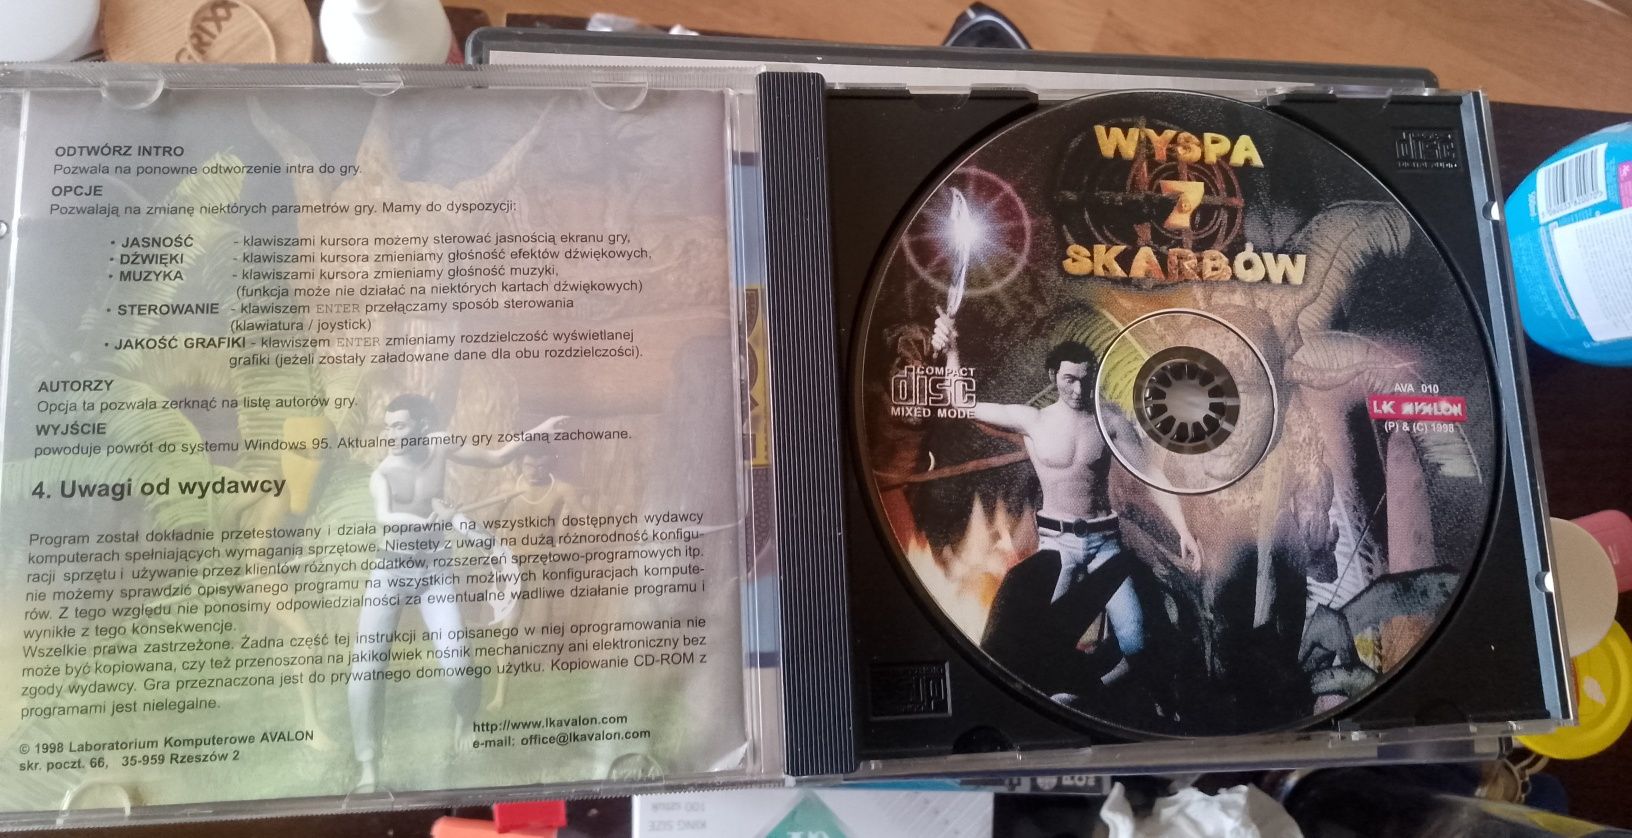 ODTWÓRZ INTRO
Pozwala na ponowne odtworzenie intra do gry.
OPCJE
Pozwalają na zmianę niektórych parametrów gry. Mamy do dyspozycji:
• JASNOŚĆ - klawiszami kursora możemy sterować jasnością ekranu gry,
• DŹWIĘKI - klawiszami kursora zmieniamy głośność efektów dźwiękowych,
• MUZYKA - klawiszami kursora zmieniamy głośność muzyki,
(funkcja może nie działać na niektórych kartach dźwiękowych)
• STEROWANIE - klawiszem ENTER przełączamy sposób sterowania
(klawiatura / joystick)
• JAKOŚĆ GRAFIKI - klawiszem ENTER zmieniamy rozdzielczość wyświetlanej
grafiki (jeżeli zostały załadowane dane dla obu rozdzielczości).
AUTORZY
Opcja ta pozwala zerknąć na listę autorów gry.
WYJŚCIE
powoduje powrót do systemu Windows 95. Aktualne parametry gry zostaną zachowane.
4. Uwagi od wydawcy
Program został dokładnie przetestowany i działa poprawnie na wszystkich dostępnych wydawcy
komputerach spełniających wymagania sprzętowe. Niestety z uwagi na dużą różnorodność konfigu-
racji sprzętu i używanie przez klientów różnych dodatków, rozszerzeń sprzętowo-programowych itp.
nie możemy sprawdzić opisywanego programu na wszystkich możliwych konfiguracjach kompute-
rów. Z tego względu nie ponosimy odpowiedzialności za ewentualne wadliwe działanie programu i
wynikłe z tego konsekwencje.
Wszelkie prawa zastrzeżone. Żadna część tej instrukcji ani opisanego w niej oprogramowania nie
może być kopiowana, czy też przenoszona na jakikolwiek nośnik mechaniczny ani elektroniczny bez
zgody wydawcy. Gra przeznaczona jest do prywatnego domowego użytku. Kopiowanie CD-ROM z
programami jest nielegalne.
© 1998 Laboratorium Komputerowe AVALON
skr. poczt. 66, 35-959 Rzeszów 2
http://www.lkavalon.com
e-mail: office@lkavalon.com
WYSPA
7
SKARBÓW
COMPACT
disc
MIXED MODE
AVA 010
LK AVALON
(P) & (C) 1998
disc
DIGITAL AUDIO
KING SIZE